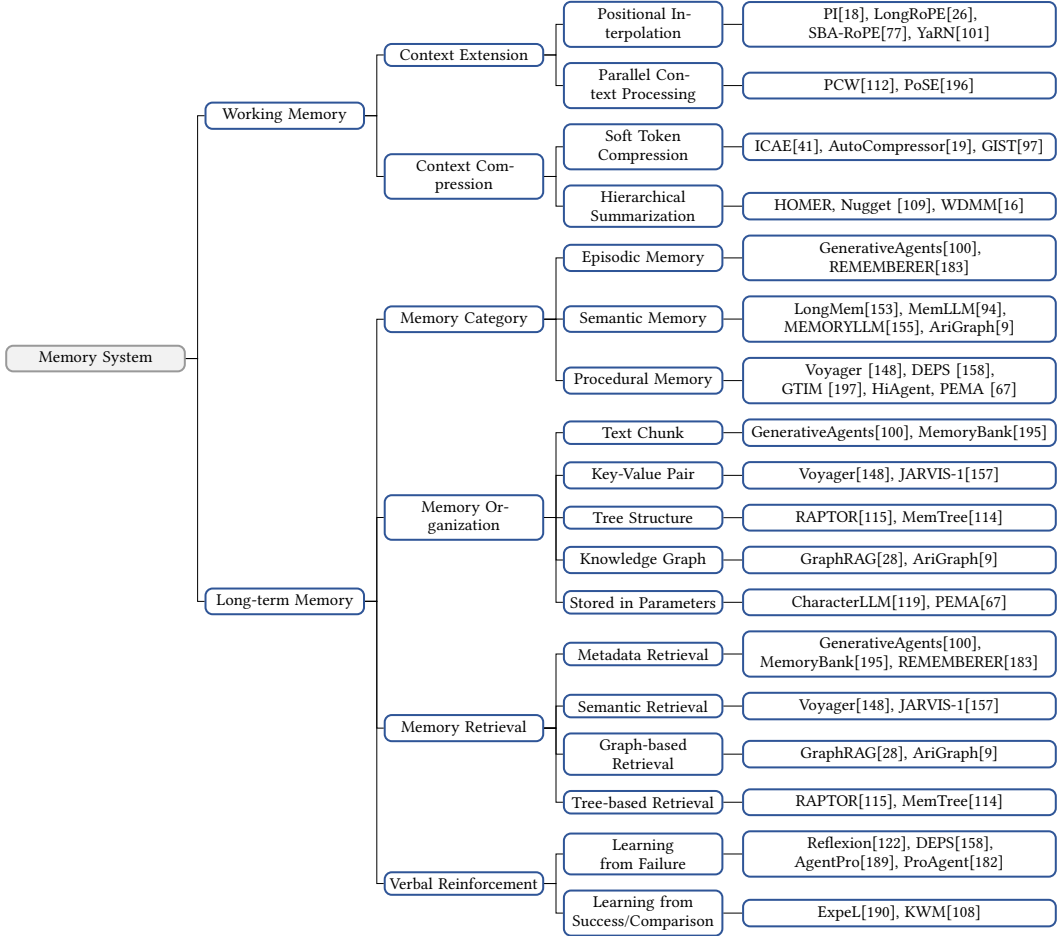 Memory System
Working Memory
Context Extension
Positional In-
terpolation
PI[18], LongRoPE[26],
SBA-RoPE[77], YaRN[101]
Parallel Con-
text Processing
PCW[112], PoSE[196]
Context Com-
pression
Soft Token
Compression
ICAE[41], AutoCompressor[19], GIST[97]
Hierarchical
Summarization
HOMER, Nugget [109], WDMM[16]
Long-term Memory
Memory Category
Episodic Memory
GenerativeAgents[100],
REMEMBERER[183]
Semantic Memory
LongMem[153], MemLLM[94],
MEMORYLLM[155], AriGraph[9]
Procedural Memory
Voyager [148], DEPS [158],
GTIM [197], HiAgent, PEMA [67]
Memory Or-
ganization
Text Chunk
GenerativeAgents[100], MemoryBank[195]
Key-Value Pair
Voyager[148], JARVIS-1[157]
Tree Structure
RAPTOR[115], MemTree[114]
Knowledge Graph
GraphRAG[28], AriGraph[9]
Stored in Parameters
CharacterLLM[119], PEMA[67]
Memory Retrieval
Metadata Retrieval
GenerativeAgents[100],
MemoryBank[195], REMEMBERER[183]
Semantic Retrieval
Voyager[148], JARVIS-1[157]
Graph-based
Retrieval
GraphRAG[28], AriGraph[9]
Tree-based Retrieval
RAPTOR[115], MemTree[114]
Verbal Reinforcement
Learning
from Failure
Reflexion[122], DEPS[158],
AgentPro[189], ProAgent[182]
Learning from
Success/Comparison
ExpeL[190], KWM[108]